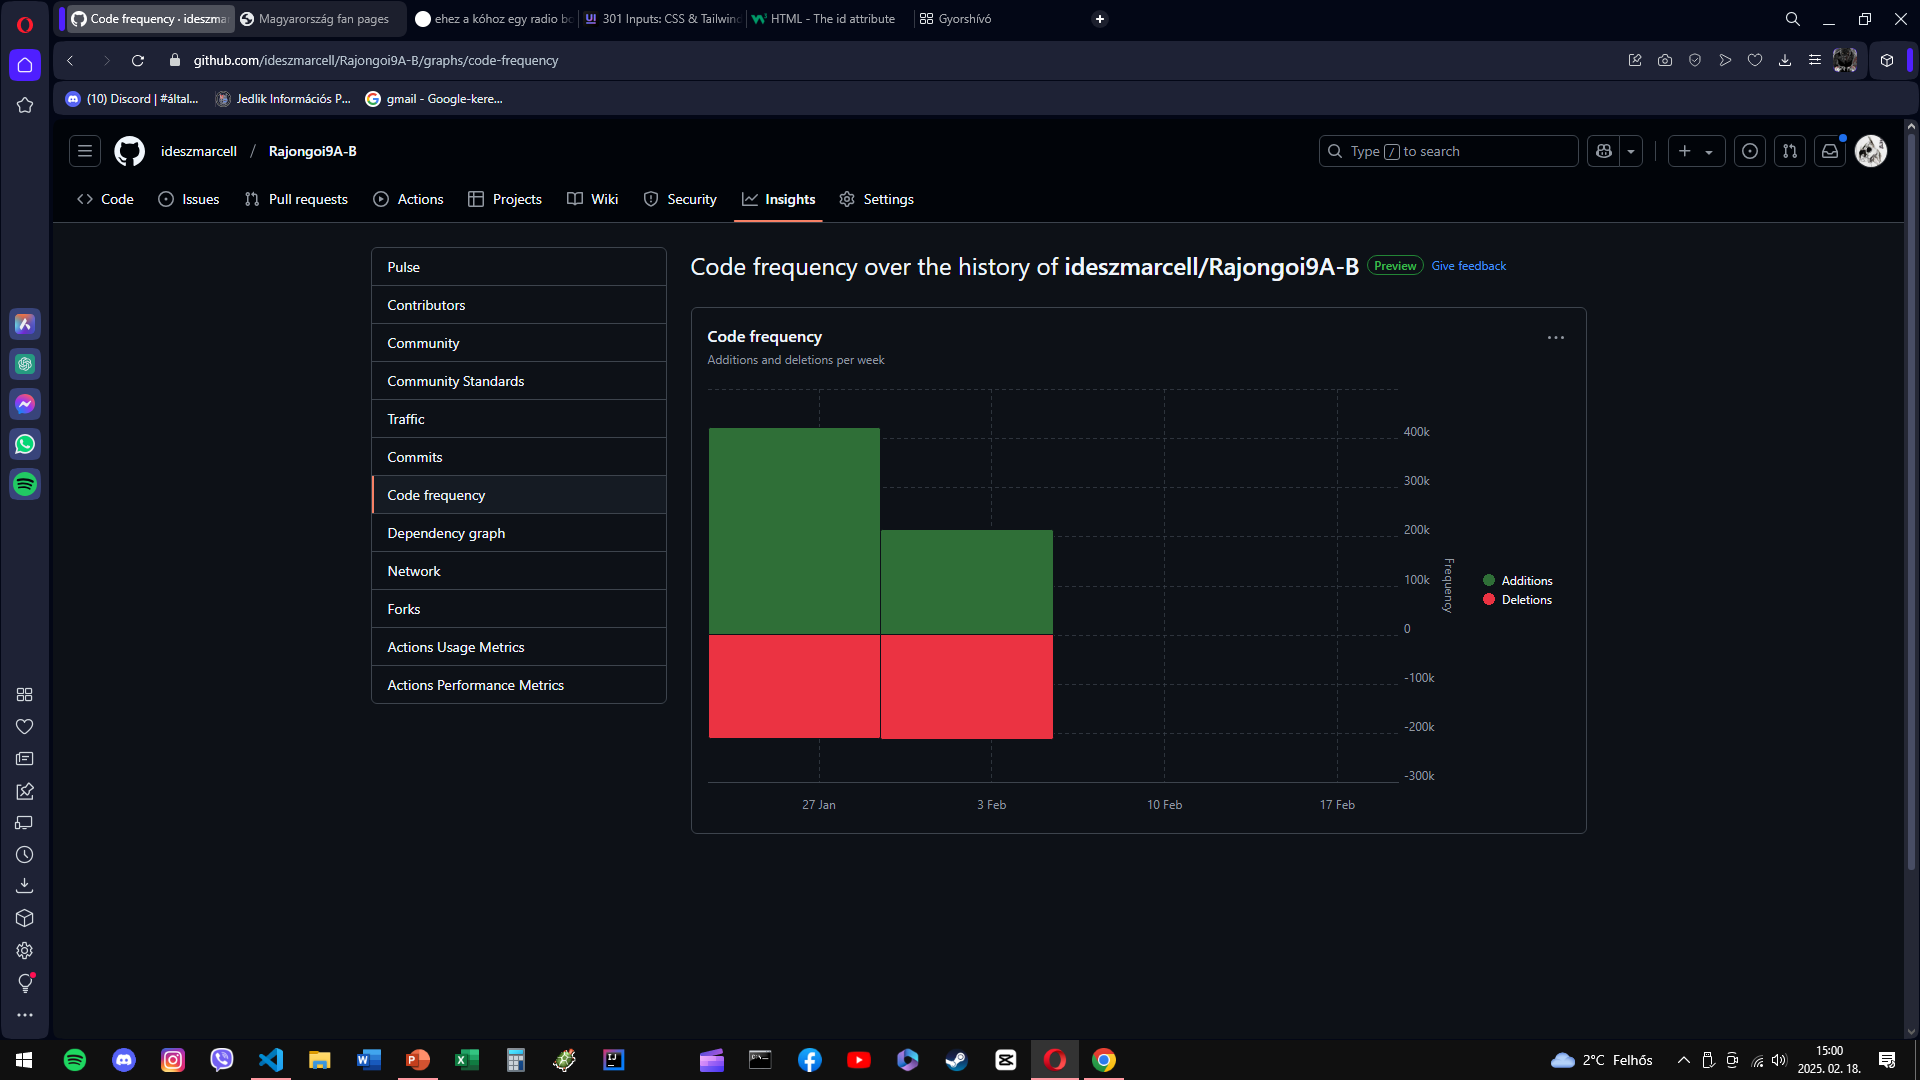 Code frequency · ideszmar
Magyarország fan pages
ehez a kóhoz egy radio bo
301 Inputs: CSS & Tailwind
HTML - The id attribute
Gyorshívó
github.com/ideszmarcell/Rajongoi9A-B/graphs/code-frequency
(10) Discord | #által...
Jedlik Információs P...
gmail - Google-kere...
ideszmarcell / Rajongoi9A-B
Type / to search
Code
Issues
Pull requests
Actions
Projects
Wiki
Security
Insights
Settings
Pulse
Contributors
Community
Community Standards
Traffic
Commits
Code frequency
Dependency graph
Network
Forks
Actions Usage Metrics
Actions Performance Metrics
Code frequency over the history of ideszmarcell/Rajongoi9A-B Preview Give feedback
Code frequency
Additions and deletions per week
400k
300k
200k
100k
0
-100k
-200k
-300k
Frequency
Additions
Deletions
27 Jan
3 Feb
10 Feb
17 Feb
2°C Felhős
15:00
2025. 02. 18.